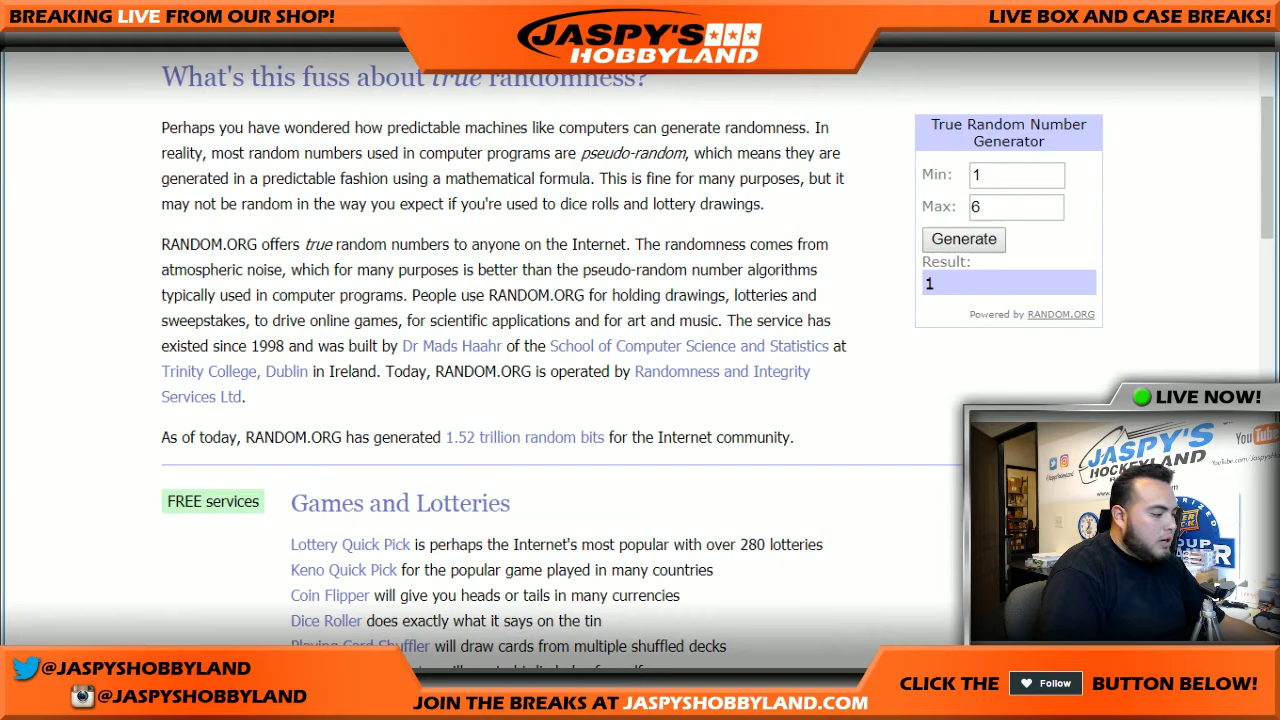 BREAKING LIVE FROM OUR SHOP!
JASPY'S
HOBBYLAND
LIVE BOX AND CASE BREAKS!
What's this fuss about true randomness?
Perhaps you have wondered how predictable machines like computers can generate randomness. In
reality, most random numbers used in computer programs are pseudo-random, which means they are
generated in a predictable fashion using a mathematical formula. This is fine for many purposes, but it
may not be random in the way you expect if you're used to dice rolls and lottery drawings.
RANDOM.ORG offers true random numbers to anyone on the Internet. The randomness comes from
atmospheric noise, which for many purposes is better than the pseudo-random number algorithms
typically used in computer programs. People use RANDOM.ORG for holding drawings, lotteries and
sweepstakes, to drive online games, for scientific applications and for art and music. The service has
existed since 1998 and was built by Dr Mads Haahr of the School of Computer Science and Statistics at
Trinity College, Dublin in Ireland. Today, RANDOM.ORG is operated by Randomness and Integrity
Services Ltd.
As of today, RANDOM.ORG has generated 1.52 trillion random bits for the Internet community.
True Random Number
Generator
Min: 1
Max: 6
Generate
Result:
1
Powered by RANDOM.ORG
FREE services
Games and Lotteries
Lottery Quick Pick is perhaps the Internet's most popular with over 280 lotteries
Keno Quick Pick for the popular game played in many countries
Coin Flipper will give you heads or tails in many currencies
Dice Roller does exactly what it says on the tin
Playing Card Shuffler will draw cards from multiple shuffled decks
LIVE NOW!
JASPY'S
HOCKEYLAND
You Tube
@JASPYSHOBBYLAND
@JASPYSHOBBYLAND
JOIN THE BREAKS AT JASPYSHOBBYLAND.COM
CLICK THE Follow BUTTON BELOW!